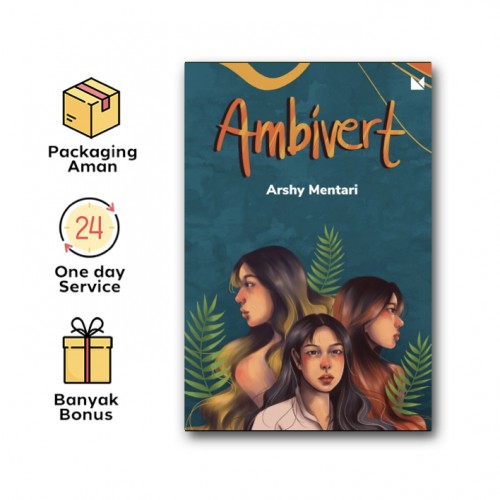 Packaging
Aman
24
One day
Service
Banyak
Bonus
Ambivert
Arshy Mentari